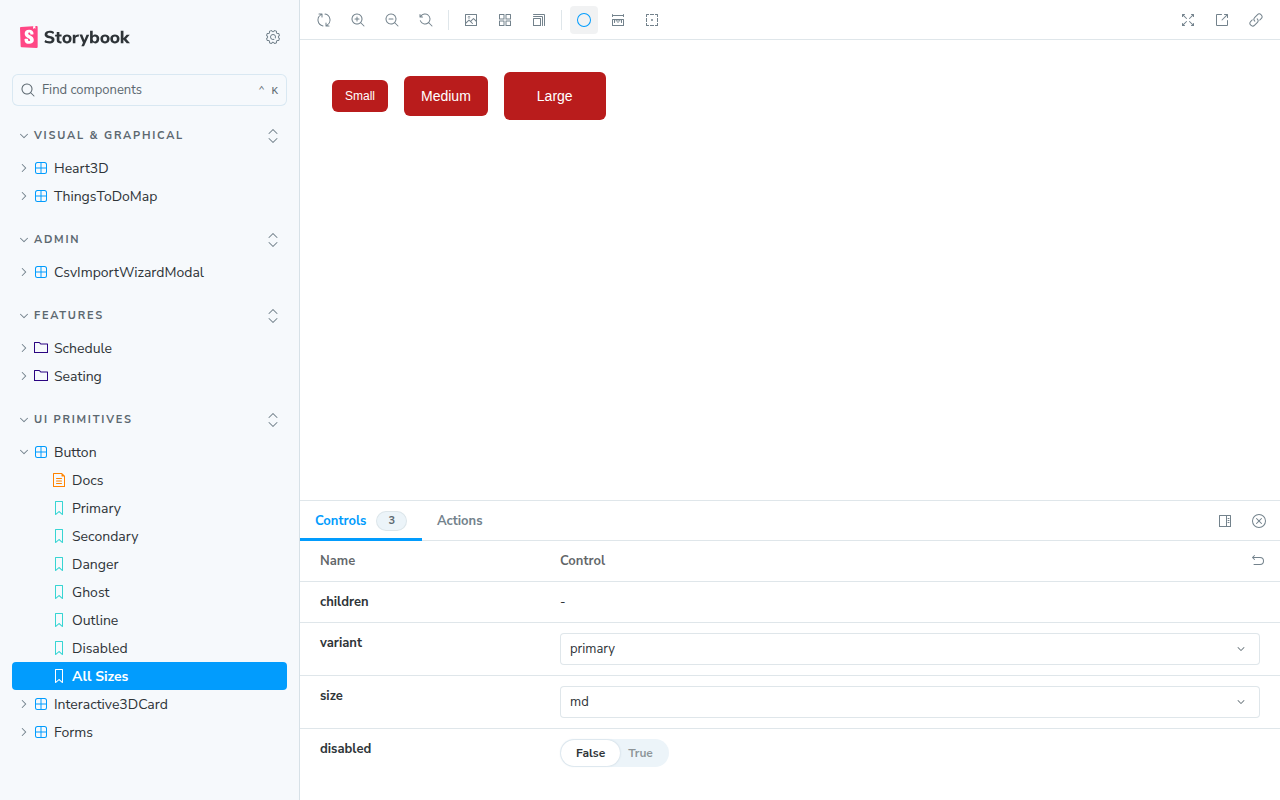 Storybook
Find components
^ K
VISUAL & GRAPHICAL
Heart3D
ThingsToDoMap
ADMIN
CsvImportWizardModal
FEATURES
Schedule
Seating
UI PRIMITIVES
Button
Docs
Primary
Secondary
Danger
Ghost
Outline
Disabled
All Sizes
Interactive3DCard
Forms
Small Medium Large
Controls 3 Actions
Name Control
children -
variant primary
size md
disabled False True